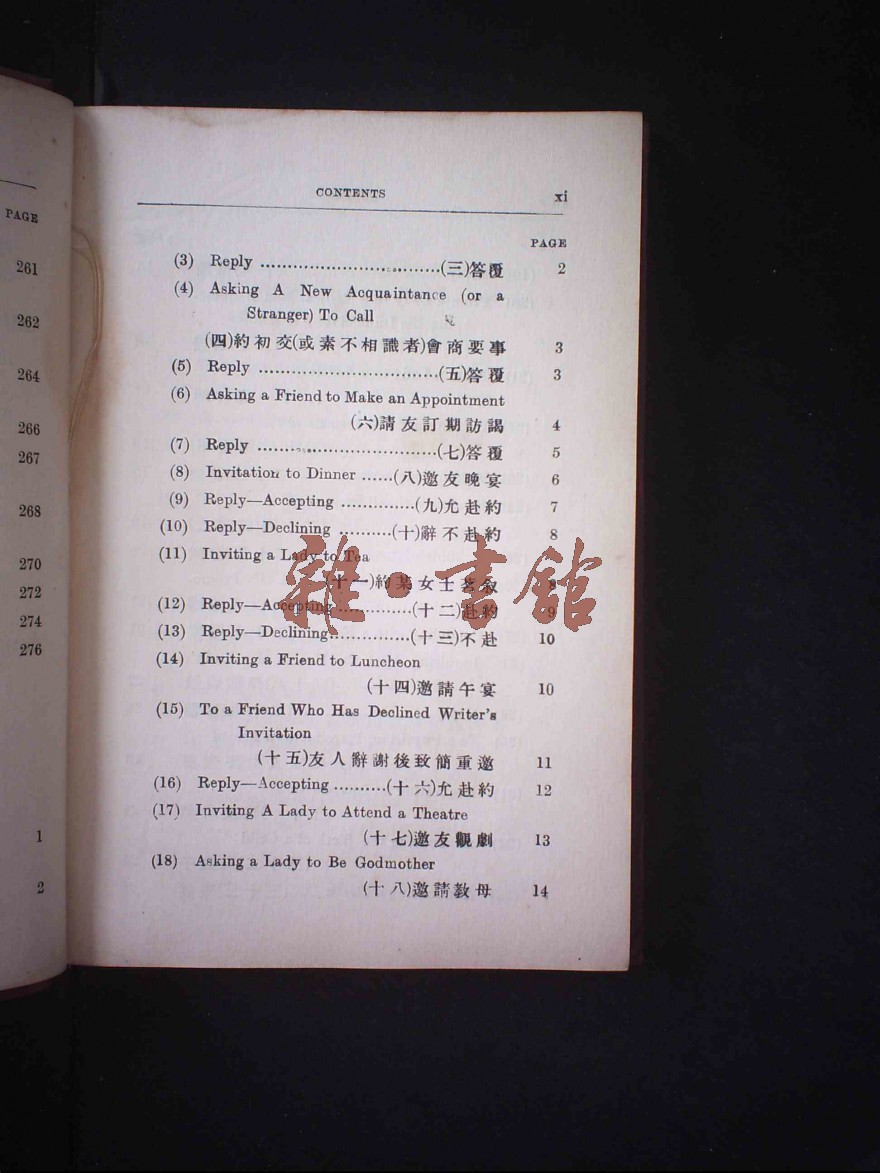 PAGE
261
262
264
266
267
268
270
272
274
276
1
2
CONTENTS xi
PAGE
(3) Reply ...(三)答覆 2
(4) Asking A New Acquaintance (or a
Stranger) To Call
(四)約初交(或素不相識者)會商要事 3
(5) Reply ...(五)答覆 3
(6) Asking a Friend to Make an Appointment
(六)請友訂期訪謁 4
(7) Reply ...(七)答覆 5
(8) Invitation to Dinner ......(八)邀友晚宴 6
(9) Reply—Accepting ...(九)允赴約 7
(10) Reply—Declining ...(十)辭不赴約 8
(11) Inviting a Lady to Tea
(十一)約某女士茗叙 8
(12) Reply—Accepting ...(十二)赴約 9
(13) Reply—Declining...(十三)不赴 10
(14) Inviting a Friend to Luncheon
(十四)邀請午宴 10
(15) To a Friend Who Has Declined Writer's
Invitation
(十五)友人辭謝後致簡重邀 11
(16) Reply—Accepting ...(十六)允赴約 12
(17) Inviting A Lady to Attend a Theatre
(十七)邀友觀劇 13
(18) Asking a Lady to Be Godmother
(十八)邀請教母 14
雜·書館